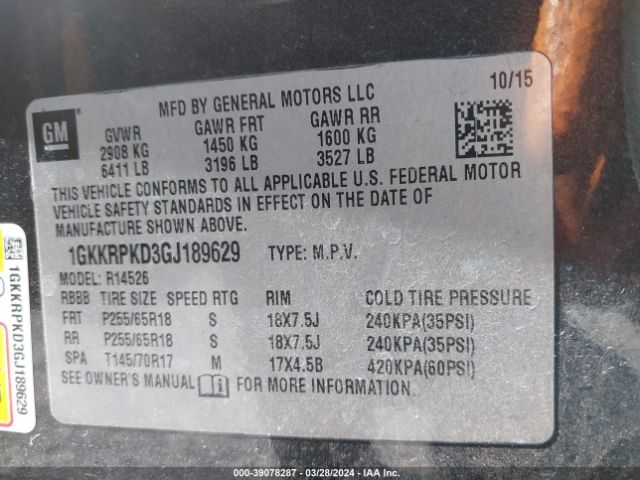 10/15
MFD BY GENERAL MOTORS LLC
GM
GVWR GAWR FRT GAWR RR
2908 KG 1450 KG 1600 KG
6411 LB 3196 LB 3527 LB
THIS VEHICLE CONFORMS TO ALL APPLICABLE U.S. FEDERAL MOTOR
VEHICLE SAFETY STANDARDS IN EFFECT ON THE DATE OF
MANUFACTURE SHOWN ABOVE.
1GKKRPKD3GJ189629 TYPE: M.P.V.
MODEL: R14526
RBBB TIRE SIZE SPEED RTG RIM COLD TIRE PRESSURE
FRT P255/65R18 S 18X7.5J 240KPA(35PSI)
RR P255/65R18 S 18X7.5J 240KPA(35PSI)
SPA T145/70R17 M 17X4.5B 420KPA(60PSI)
SEE OWNER'S MANUAL FOR MORE INFORMATION.
1GKKRPKD3GJ189629
000-39078287 - 03/28/2024 - IAA Inc.